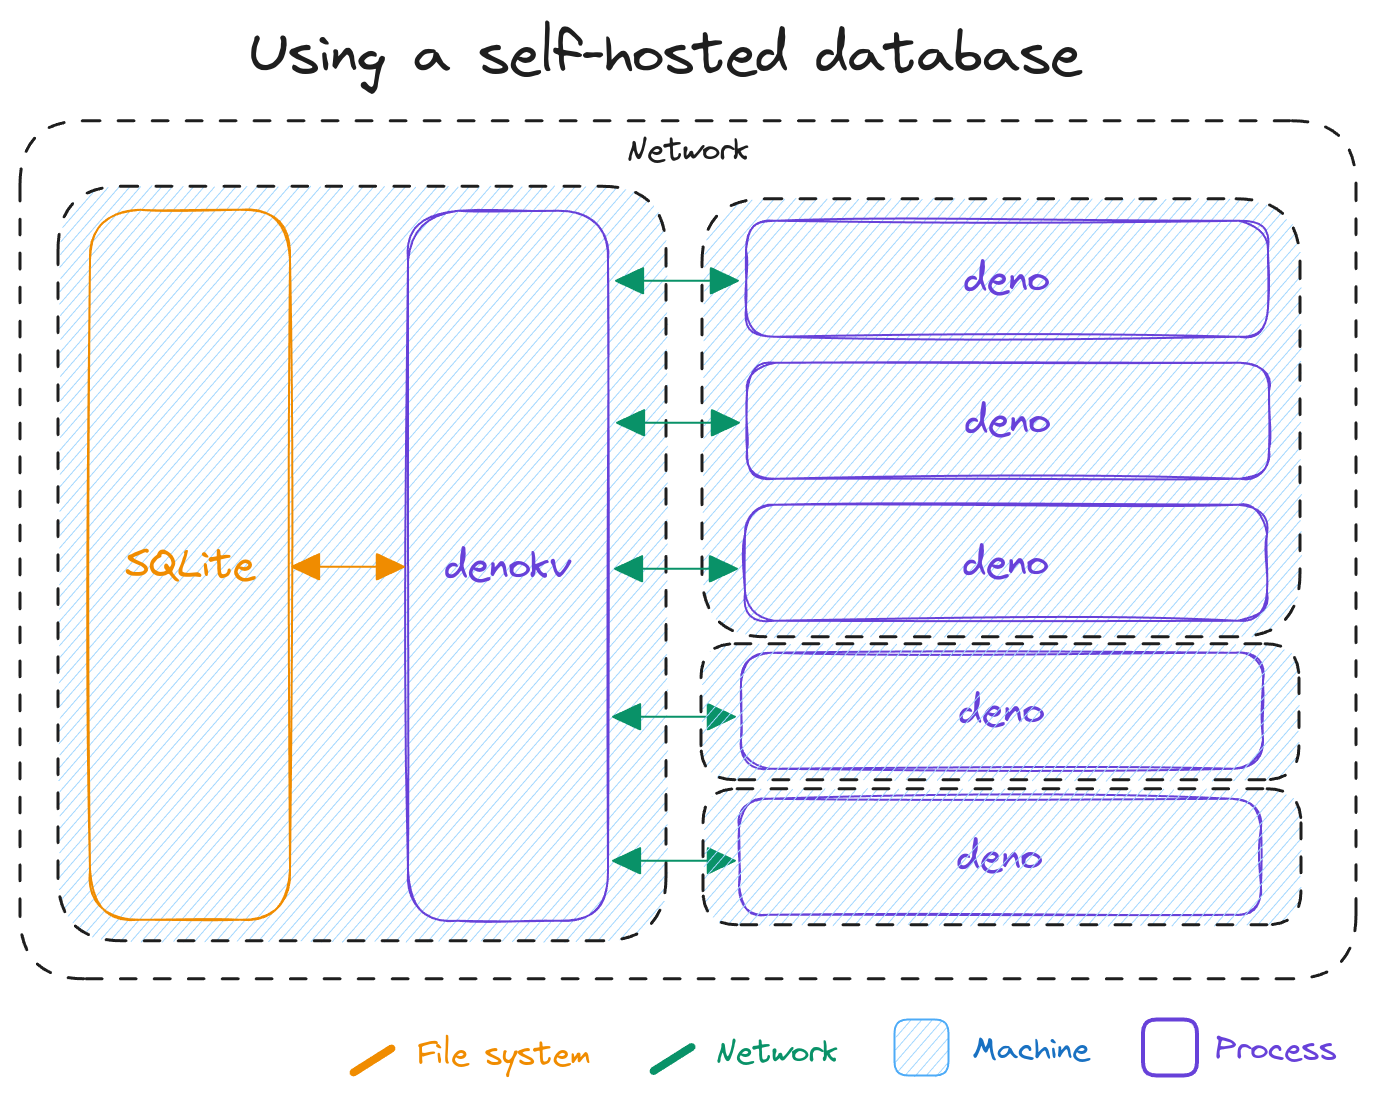 Using a self-hosted database
Network
deno
deno
deno
SQLite
denokv
deno
deno
File system
Network
Machine
Process